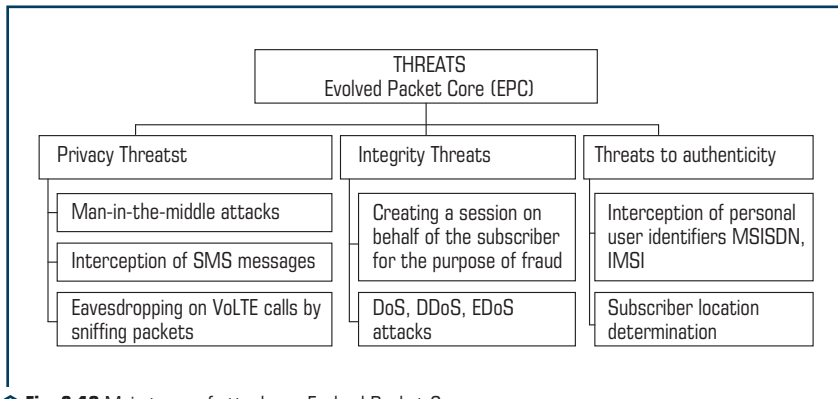 THREATS
Evolved Packet Core (EPC)
Privacy Threatst
Man-in-the-middle attacks
Interception of SMS messages
Eavesdropping on VoLTE calls by
sniffing packets
Integrity Threats
Creating a session on
behalf of the subscriber
for the purpose of fraud
DoS, DDoS, EDoS
attacks
Threats to authenticity
Interception of personal
user identifiers MSISDN,
IMSI
Subscriber location
determination